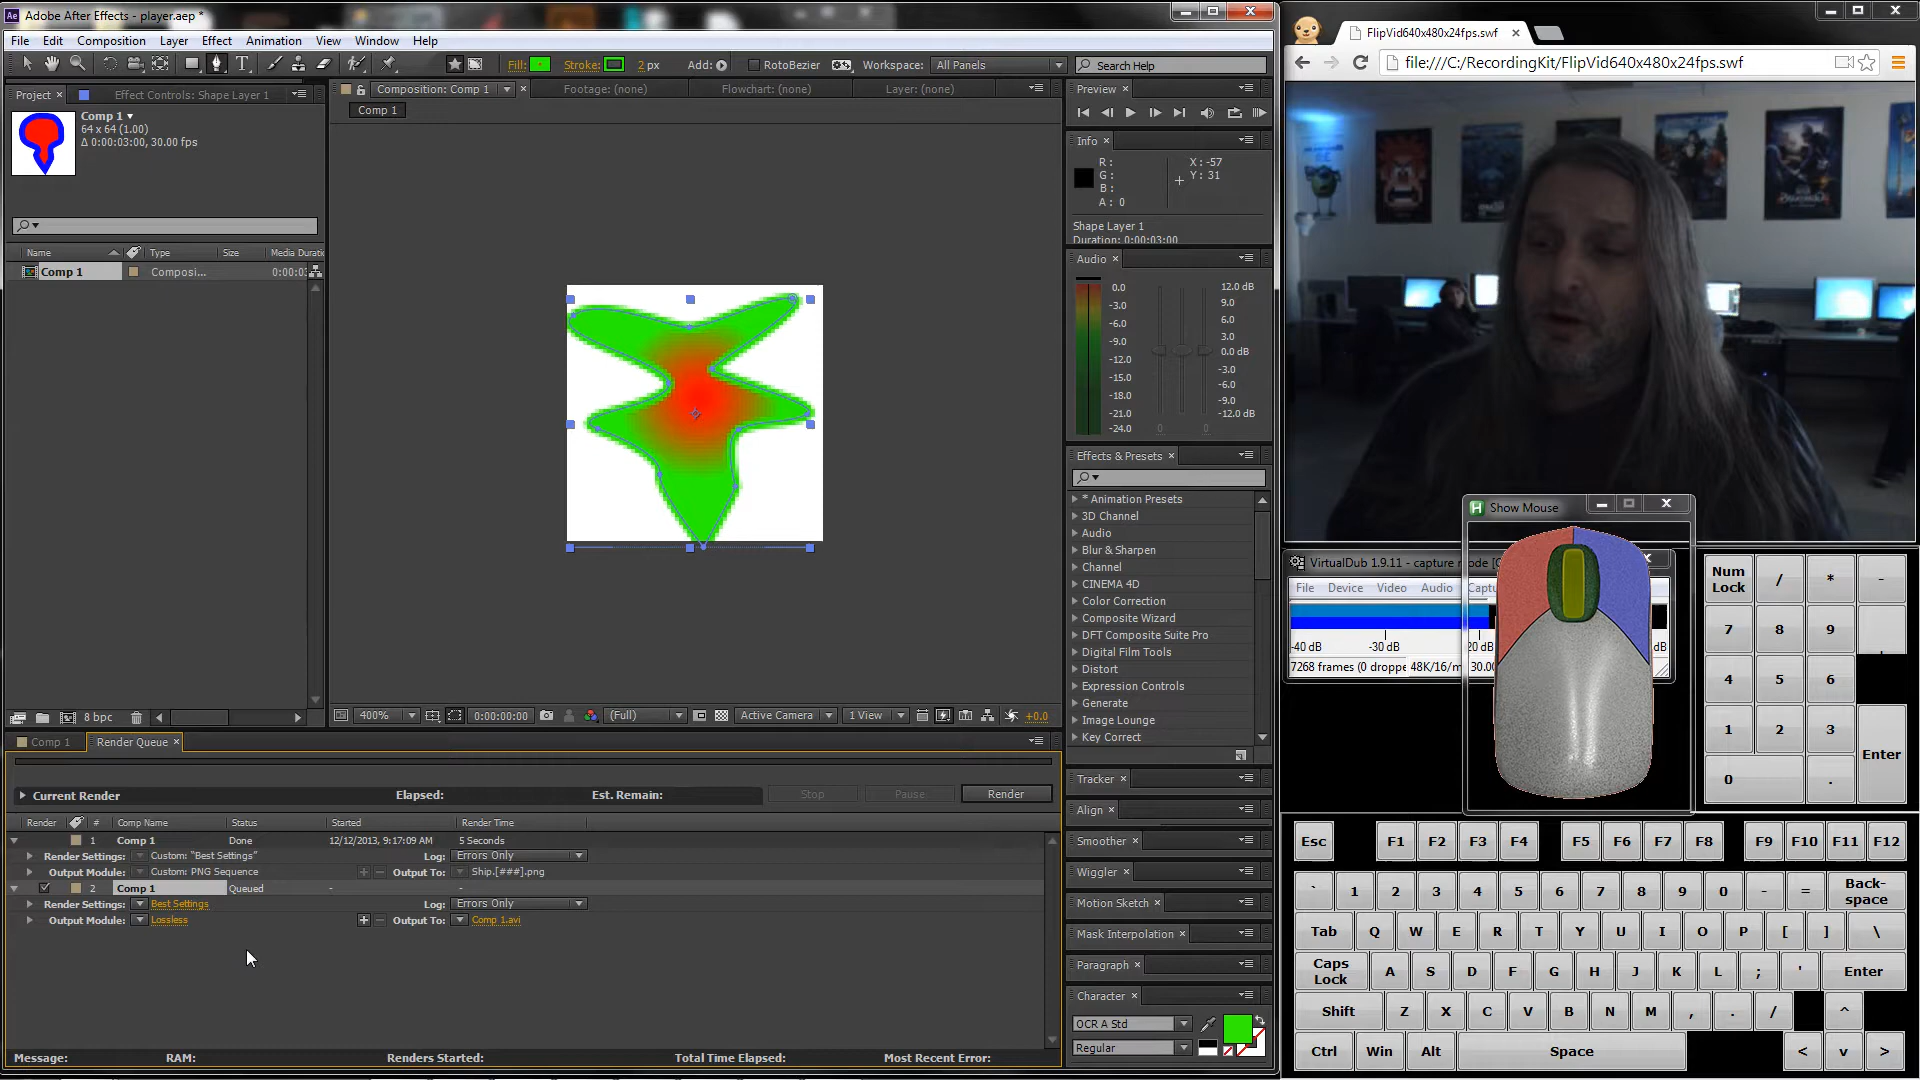 Adobe After Effects - player.aep *
File Edit Composition Layer Effect Animation View Window Help
Fill: Stroke: 2 px Add: RotoBezier Workspace: All Panels Search Help
Project Effect Controls: Shape Layer 1
Comp 1
64 x 64 (1.00)
Δ 0:00:03:00, 30.00 fps
Name Type Size Media Duratic
Comp 1 Composi... 0:00:03
8 bpc
Composition: Comp 1 Footage: (none) Flowchart: (none) Layer: (none)
Comp 1
400% 0:00:00:00 (Full) Active Camera 1 View +0.0
Preview
Info
R:
G:
B:
A: 0
X: -57
Y: 31
Shape Layer 1
Duration: 0:00:03:00
Audio
0.0
-3.0
-6.0
-9.0
-12.0
-15.0
-18.0
-21.0
-24.0
12.0 dB
9.0
6.0
3.0
0.0 dB
-3.0
-6.0
-9.0
-12.0 dB
0 0
Effects & Presets
* Animation Presets
3D Channel
Audio
Blur & Sharpen
Channel
CINEMA 4D
Color Correction
Composite Wizard
DFT Composite Suite Pro
Digital Film Tools
Distort
Expression Controls
Generate
Image Lounge
Key Correct
Tracker
Align
Smoother
Wiggler
Motion Sketch
Mask Interpolation
Paragraph
Character
OCR A Std
Regular
Comp 1 Render Queue
Current Render Elapsed: Est. Remain: Stop Pause Render
Render # Comp Name Status Started Render Time
1 Comp 1 Done 12/12/2013, 9:17:09 AM 5 Seconds
Render Settings: Custom: "Best Settings" Log: Errors Only
Output Module: Custom: PNG Sequence Output To: Ship.[###].png
2 Comp 1 Queued - -
Render Settings: Best Settings Log: Errors Only
Output Module: Lossless Output To: Comp 1.avi
Message: RAM: Renders Started: Total Time Elapsed: Most Recent Error:
FlipVid640x480x24fps.swf
file:///C:/RecordingKit/FlipVid640x480x24fps.swf
Show Mouse
VirtualDub 1.9.11 - capture mode [
File Device Video Audio Captu
-40 dB -30 dB 20 dB dB
7268 frames (0 droppe 48K/16/m 30.00
Num Lock / * -
7 8 9
4 5 6
1 2 3 Enter
0 .
Esc F1 F2 F3 F4 F5 F6 F7 F8 F9 F10 F11 F12
` 1 2 3 4 5 6 7 8 9 0 - = Back-space
Tab Q W E R T Y U I O P [ ] \
Caps Lock A S D F G H J K L ; ' Enter
Shift Z X C V B N M , . / ^
Ctrl Win Alt Space < v >